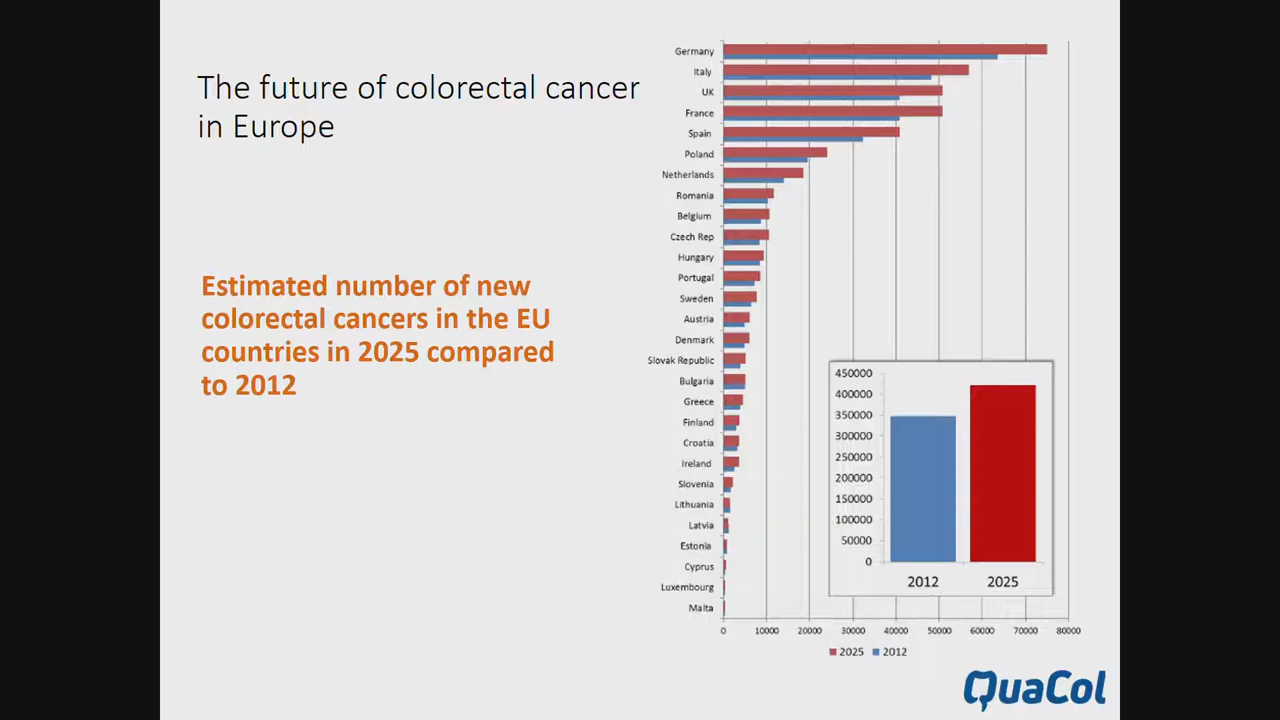 The future of colorectal cancer
in Europe
Estimated number of new
colorectal cancers in the EU
countries in 2025 compared
to 2012
Germany
Italy
UK
France
Spain
Poland
Netherlands
Romania
Belgium
Czech Rep
Hungary
Portugal
Sweden
Austria
Denmark
Slovak Republic
Bulgaria
Greece
Finland
Croatia
Ireland
Slovenia
Lithuania
Latvia
Estonia
Cyprus
Luxembourg
Malta
0 10000 20000 30000 40000 50000 60000 70000 80000
2025 2012
450000
400000
350000
300000
250000
200000
150000
100000
50000
0
2012 2025
QuaCol